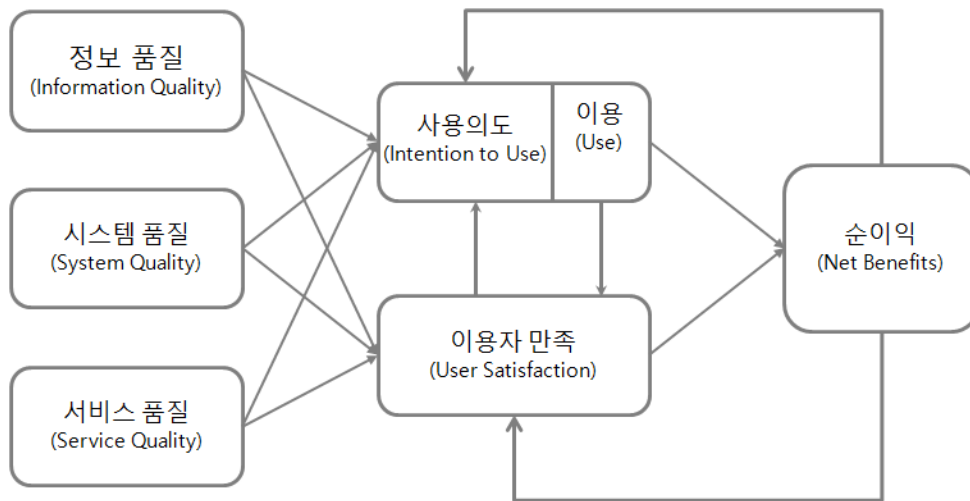 정보 품질
(Information Quality)
사용의도
(Intention to Use)
이용
(Use)
시스템 품질
(System Quality)
순이익
(Net Benefits)
이용자 만족
(User Satisfaction)
서비스 품질
(Service Quality)